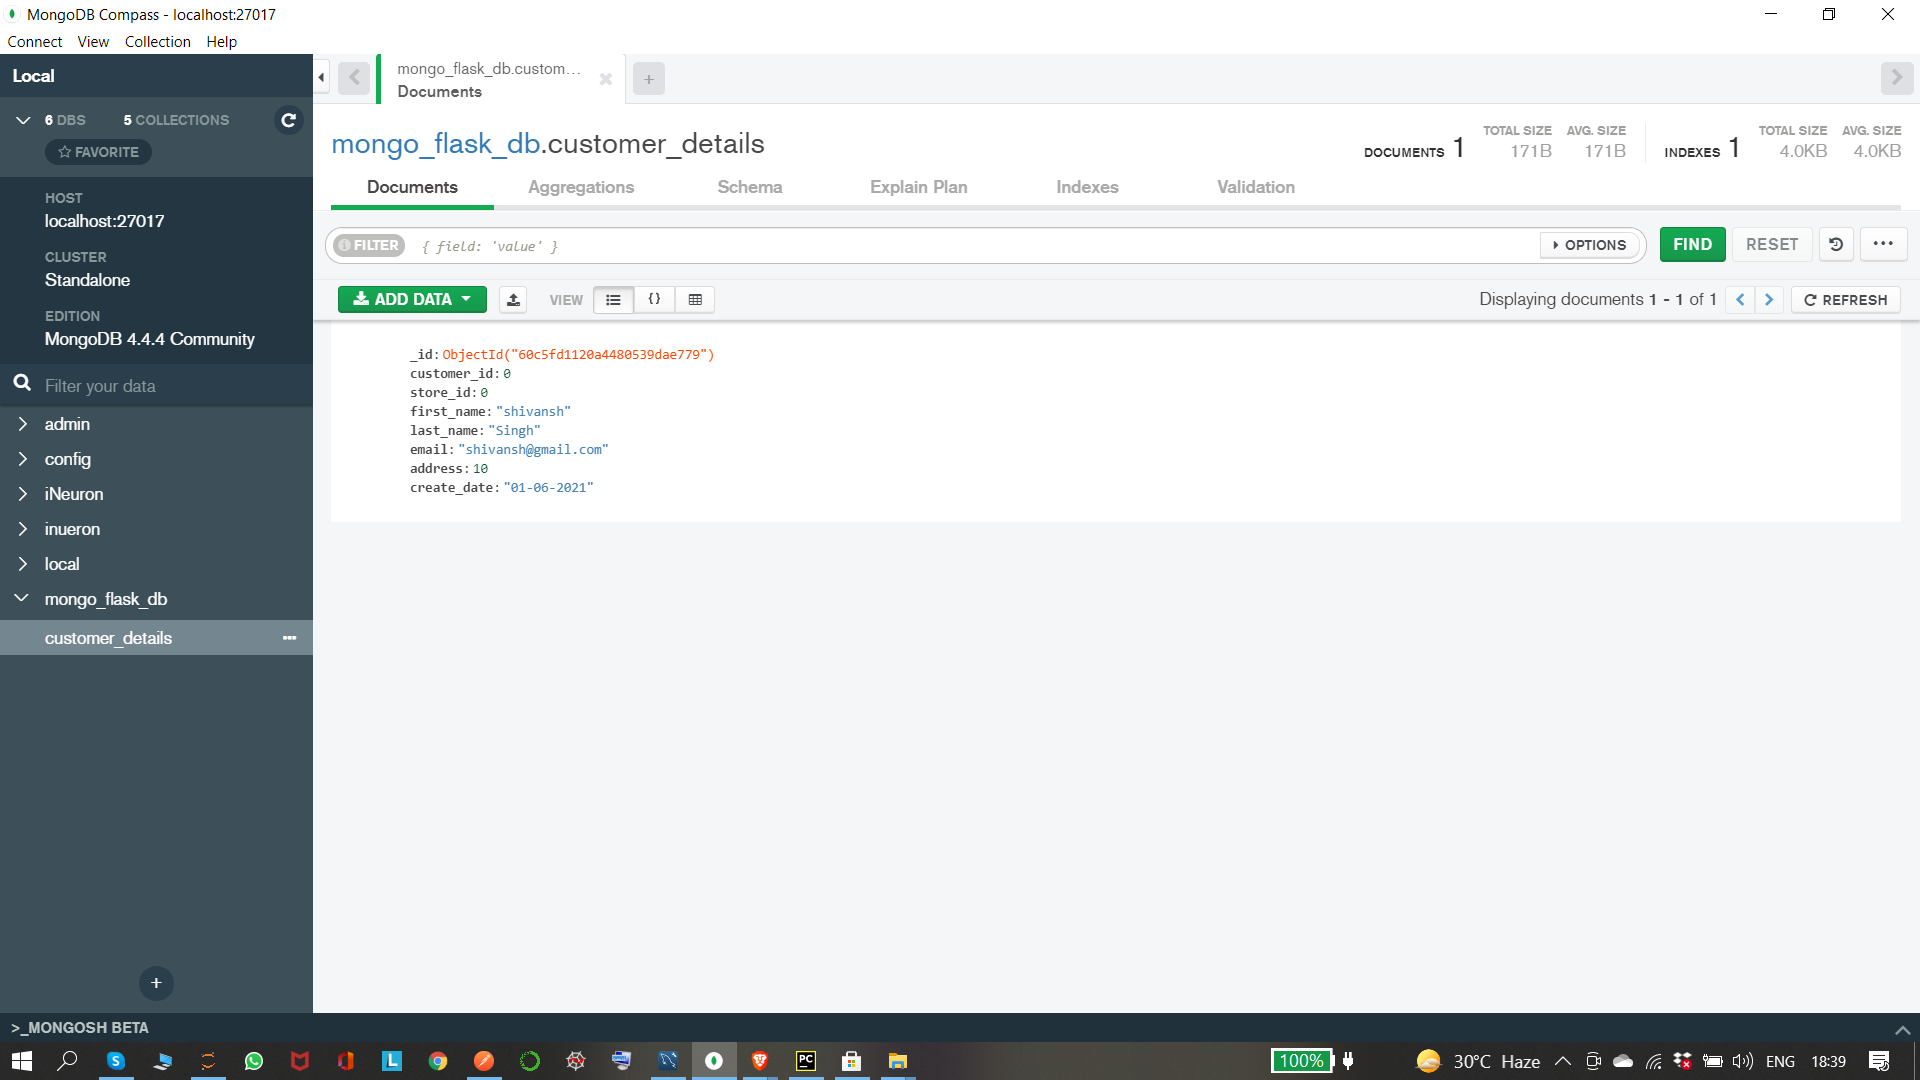 MongoDB Compass - localhost:27017
Connect View Collection Help
Local
6 DBS 5 COLLECTIONS
FAVORITE
HOST
localhost:27017
CLUSTER
Standalone
EDITION
MongoDB 4.4.4 Community
Filter your data
admin
config
iNeuron
inueron
local
mongo_flask_db
customer_details
mongo_flask_db.custom...
Documents
mongo_flask_db.customer_details
DOCUMENTS 1 TOTAL SIZE 171B AVG. SIZE 171B INDEXES 1 TOTAL SIZE 4.0KB AVG. SIZE 4.0KB
Documents Aggregations Schema Explain Plan Indexes Validation
FILTER { field: 'value' } OPTIONS FIND RESET
ADD DATA VIEW {} Displaying documents 1 - 1 of 1 REFRESH
_id: ObjectId("60c5fd1120a4480539dae779")
customer_id: 0
store_id: 0
first_name: "shivansh"
last_name: "Singh"
email: "shivansh@gmail.com"
address: 10
create_date: "01-06-2021"
>_MONGOSH BETA
100% 30°C Haze ENG 18:39